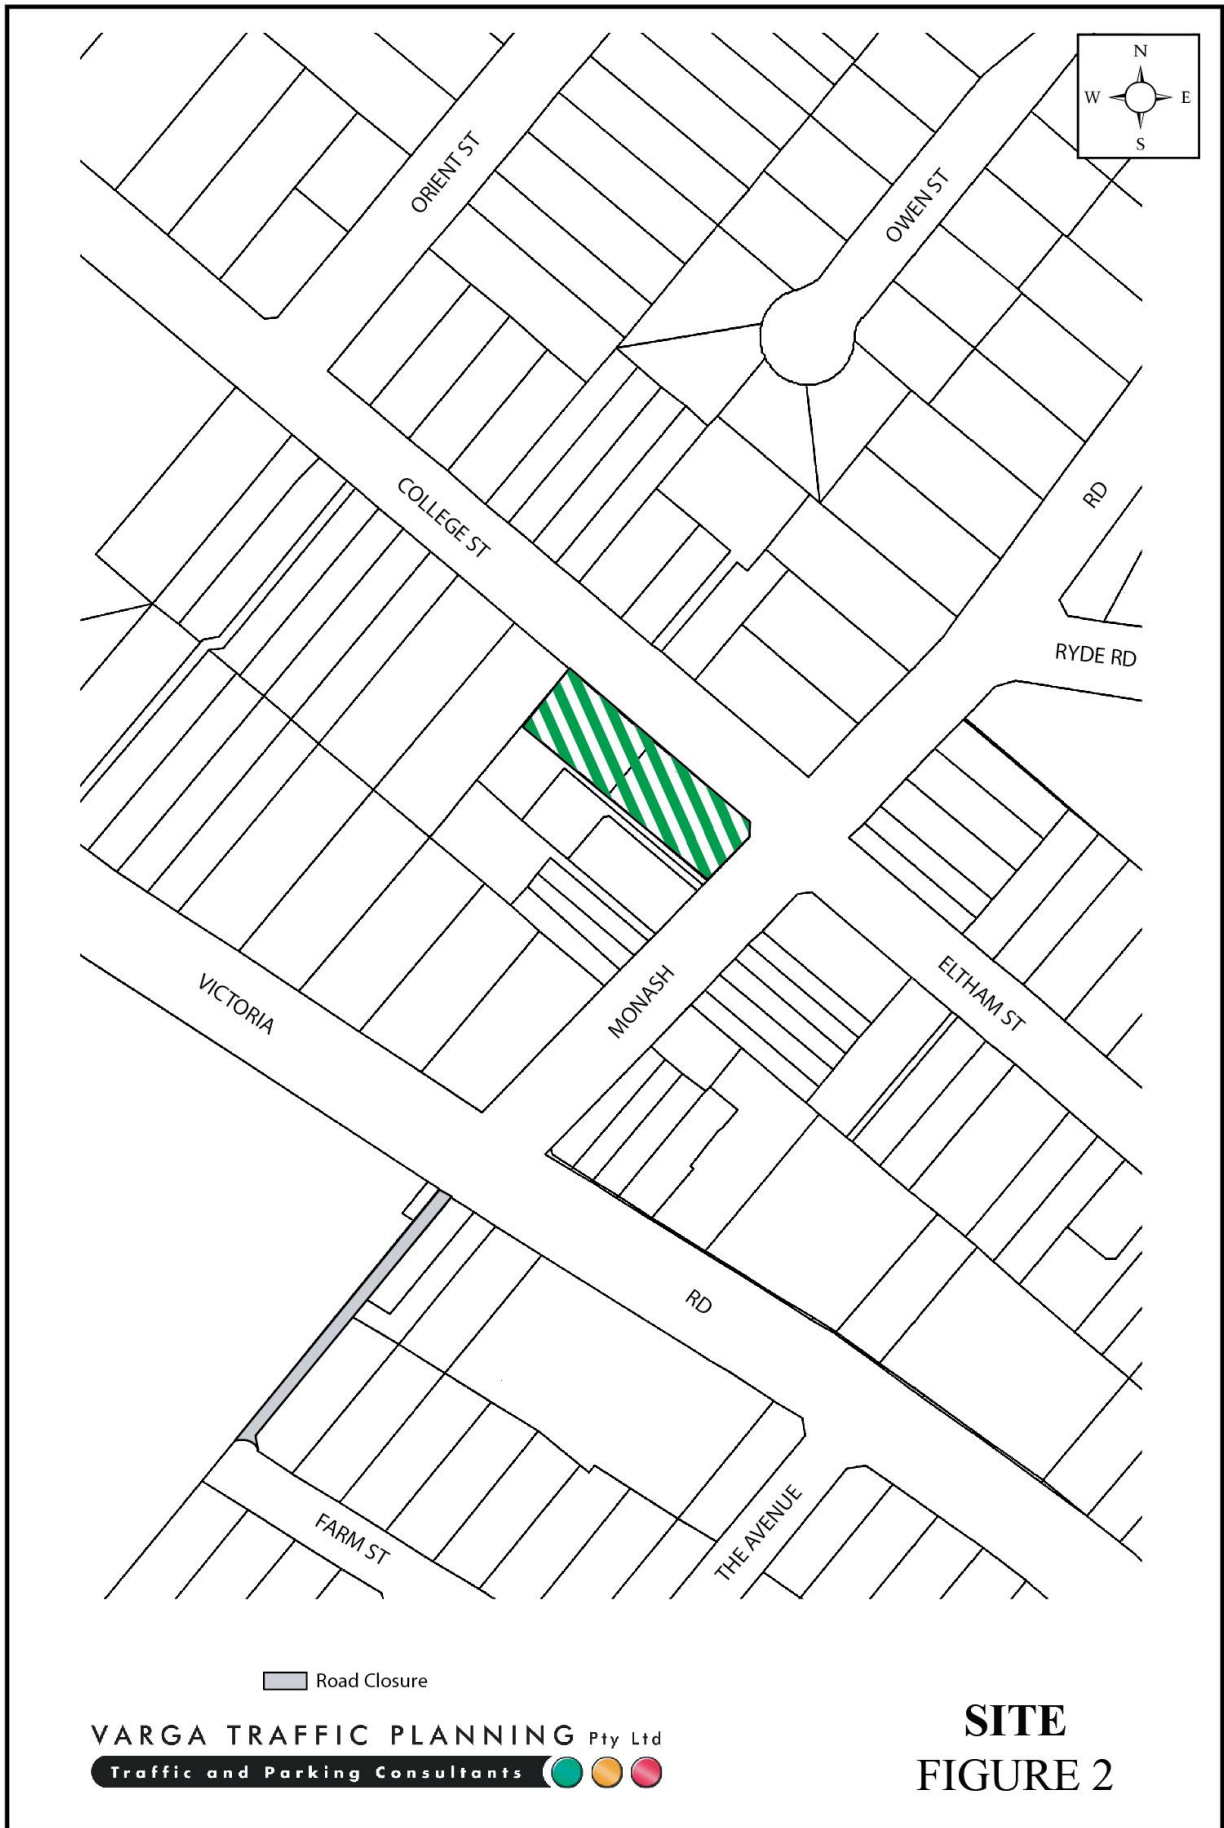 N
W E
S
ORIENT ST
OWEN ST
RD
COLLEGE ST
RYDE RD
VICTORIA
MONASH
ELTHAM ST
RD
THE AVENUE
FARM ST
Road Closure
VARGA TRAFFIC PLANNING Pty Ltd
Traffic and Parking Consultants
SITE
FIGURE 2